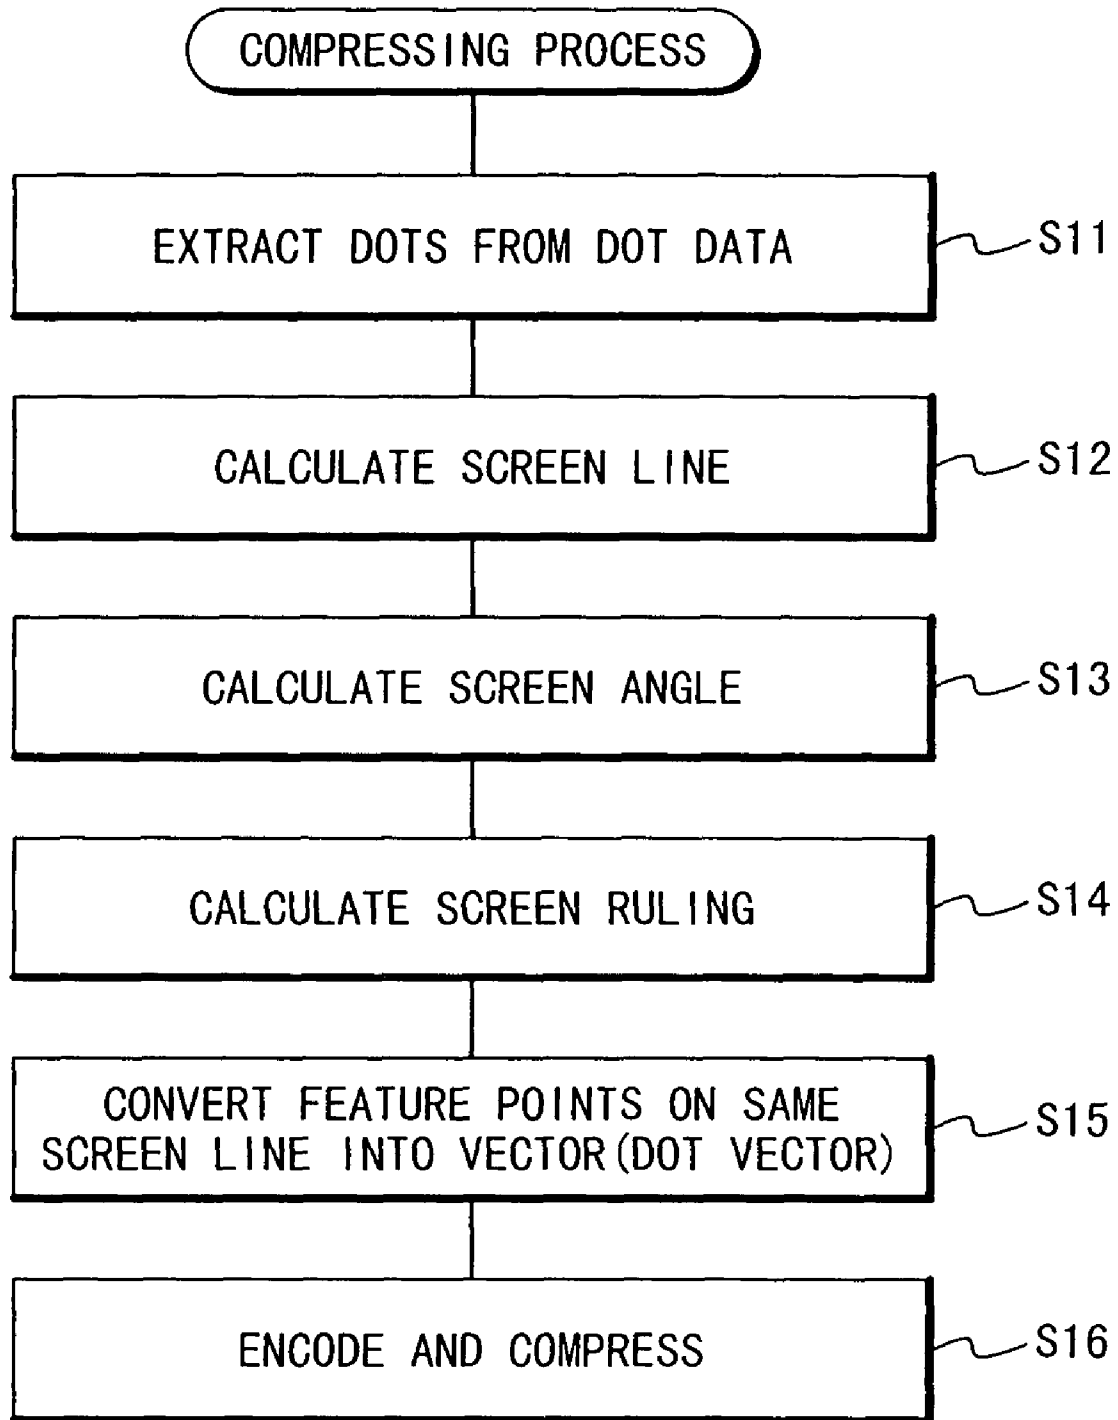 COMPRESSING PROCESS
EXTRACT DOTS FROM DOT DATA
S11
CALCULATE SCREEN LINE
S12
CALCULATE SCREEN ANGLE
S13
CALCULATE SCREEN RULING
S14
CONVERT FEATURE POINTS ON SAME
SCREEN LINE INTO VECTOR(DOT VECTOR)
S15
ENCODE AND COMPRESS
S16